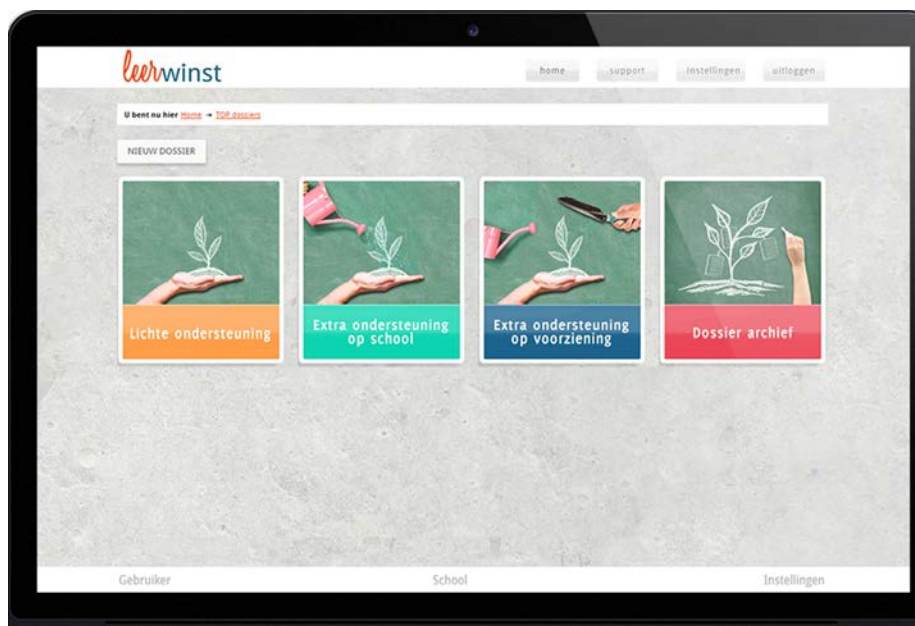 leerwinst
home support instellingen uitloggen
U bent nu hier Home → TOP dossiers
NIEUW DOSSIER
Lichte ondersteuning
Extra ondersteuning
op school
Extra ondersteuning
op voorziening
Dossier archief
Gebruiker School Instellingen